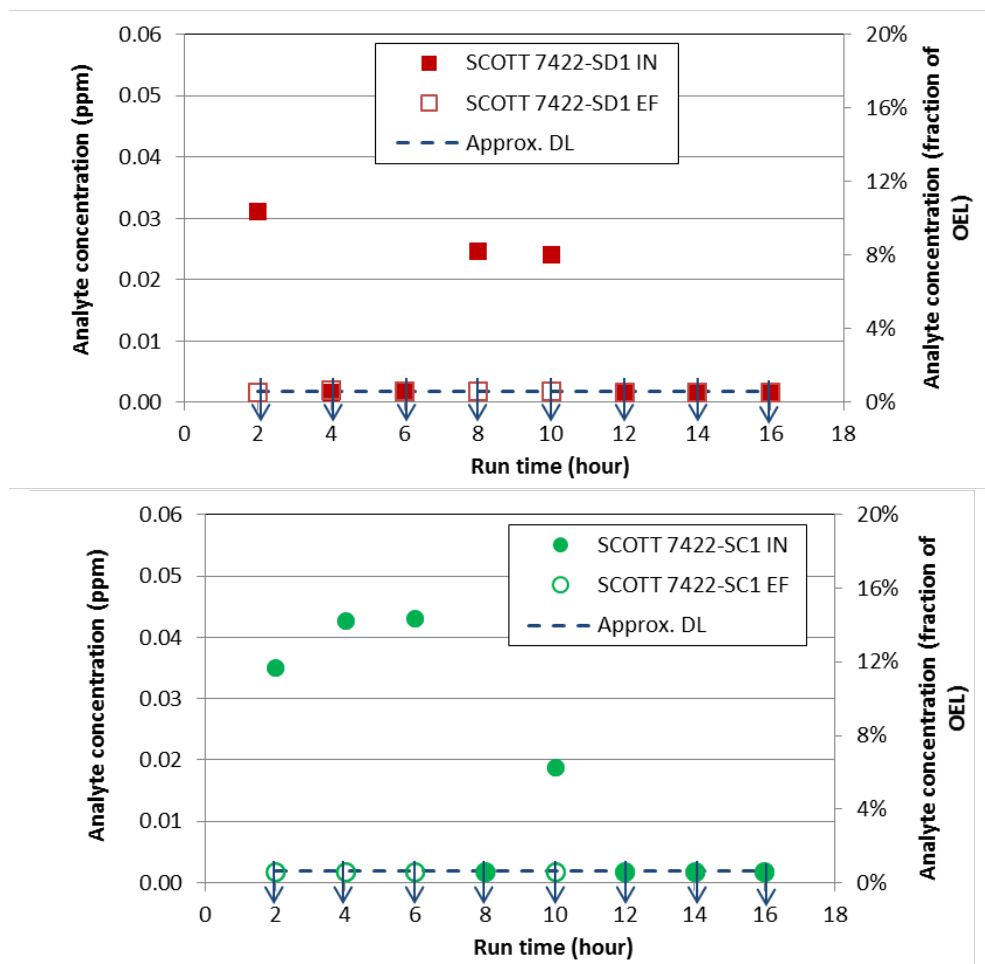 0.06
0.05
0.04
0.03
0.02
0.01
0.00
Analyte concentration (ppm)
SCOTT 7422-SD1 IN
SCOTT 7422-SD1 EF
Approx. DL
20%
16%
12%
8%
4%
0%
Analyte concentration (fraction of
OEL)
0 2 4 6 8 10 12 14 16 18
Run time (hour)
0.06
0.05
0.04
0.03
0.02
0.01
0.00
Analyte concentration (ppm)
SCOTT 7422-SC1 IN
SCOTT 7422-SC1 EF
Approx. DL
20%
16%
12%
8%
4%
0%
Analyte concentration (fraction of
OEL)
0 2 4 6 8 10 12 14 16 18
Run time (hour)